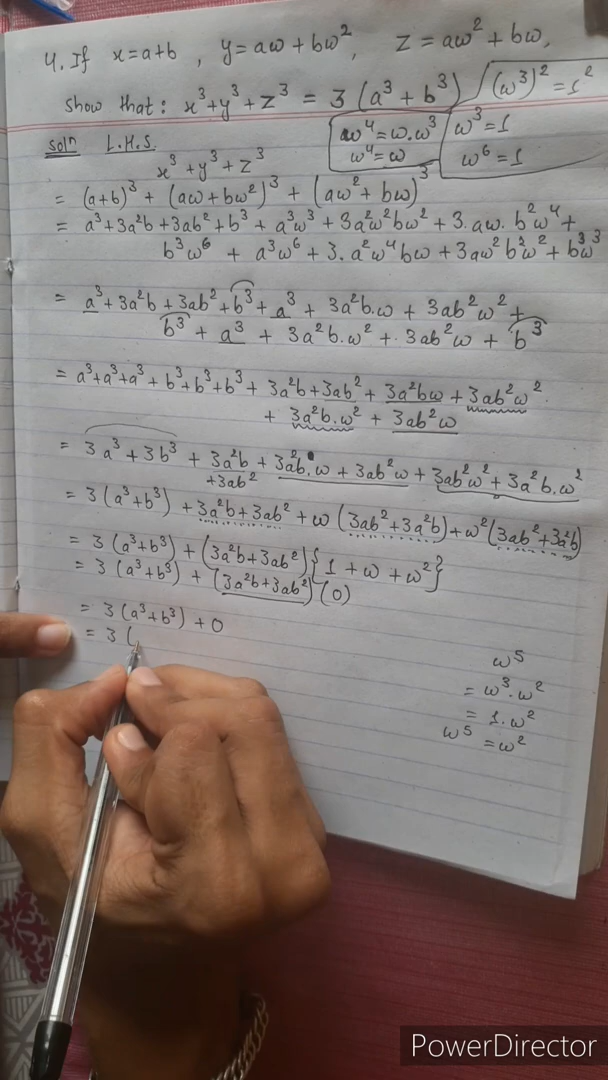 4. If x=a+b , y=aω+bω², z=aω²+bω,
show that: x³+y³+z³ = 3(a³+b³)
(ω³)²=1²
ω⁴=ω.ω³
ω⁴=ω
ω³=1
ω⁶=1
solⁿ L.H.S.
x³+y³+z³
= (a+b)³ + (aω+bω²)³ + (aω²+bω)³
= a³+3a²b+3ab²+b³+a³ω³+3a²ω²bω²+3.aω.b²ω⁴+
b³ω⁶ + a³ω⁶+3.a²ω⁴bω+3aω²b²ω²+b³ω³
= a³+3a²b+3ab²+b³+a³+3a²b.ω+3ab²ω²+
b³+a³+3a²b.ω²+.3ab²ω+b³
= a³+a³+a³+b³+b³+b³+3a²b+3ab²+3a²bω+3ab²ω².
+ 3a²b.ω²+3ab²ω
= 3a³+3b³+3a²b+3a²b.ω+3ab²ω+3ab²ω²+3a²b.ω²
+3ab²
= 3(a³+b³)+3a²b+3ab²+ω(3ab²+3a²b)+ω²(3ab²+3a²b)
= 3(a³+b³)+(3a²b+3ab²){1+ω+ω²}
= 3(a³+b³)+(3a²b+3ab²)(0)
= 3(a³+b³)+0
= 3(
ω⁵
= ω³.ω²
= 1.ω²
ω⁵=ω²
PowerDirector